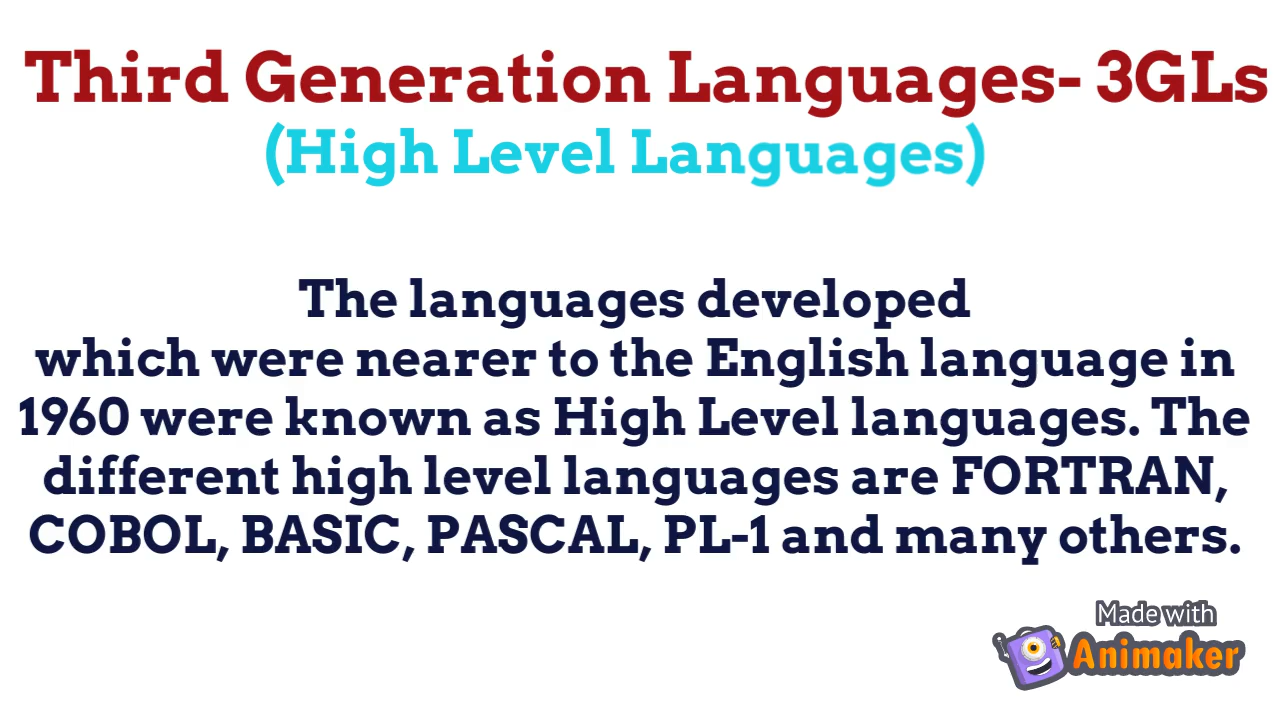 Third Generation Languages- 3GLs
(High Level Languages)
The languages developed
which were nearer to the English language in
1960 were known as High Level languages. The
different high level languages are FORTRAN,
COBOL, BASIC, PASCAL, PL-1 and many others.
Made with
Animaker